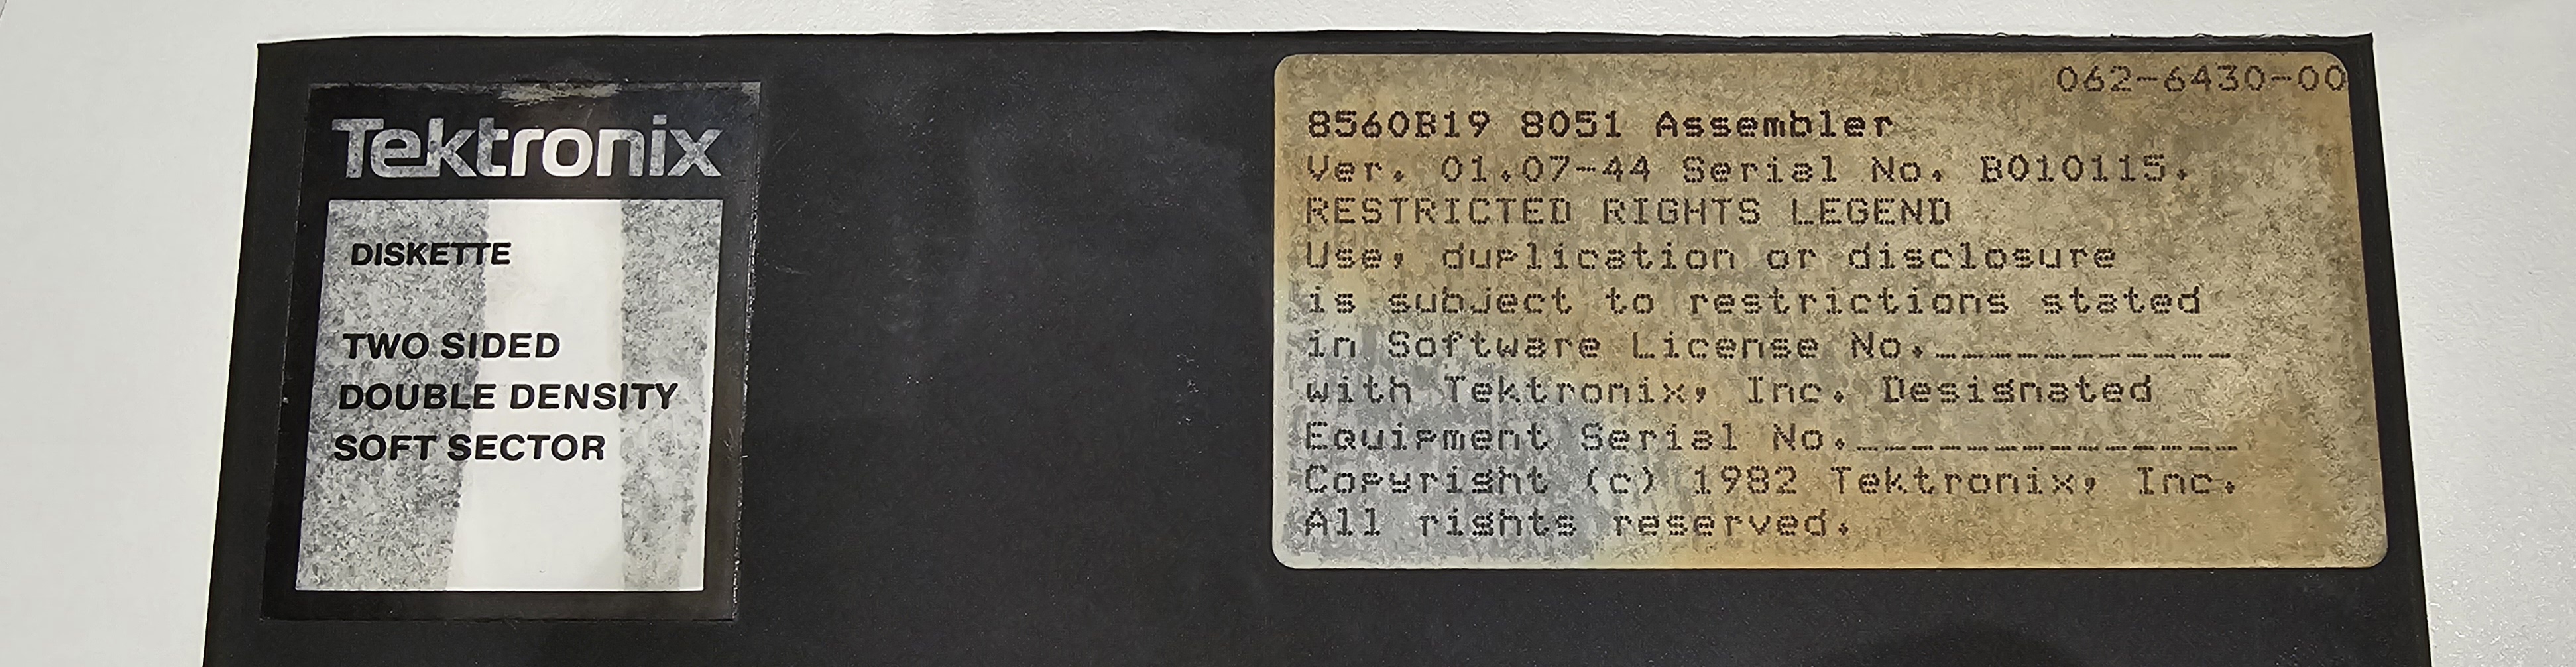 Tektronix
DISKETTE
TWO SIDED
DOUBLE DENSITY
SOFT SECTOR
062-6430-00
8560B19 8051 Assembler
Ver. 01.07-44 Serial No. B010115.
RESTRICTED RIGHTS LEGEND
Use, duplication or disclosure
is subject to restrictions stated
in Software License No.___________
with Tektronix, Inc. Designated
Equipment Serial No.______________
Copyright (c) 1982 Tektronix, Inc.
All rights reserved.